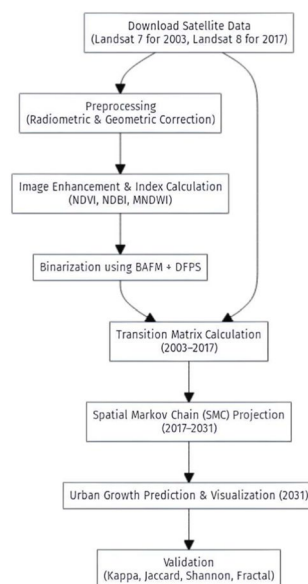 Download Satellite Data
(Landsat 7 for 2003, Landsat 8 for 2017)
Preprocessing
(Radiometric & Geometric Correction)
Image Enhancement & Index Calculation
(NDVI, NDBI, MNDWI)
Binarization using BAFM + DFPS
Transition Matrix Calculation
(2003–2017)
Spatial Markov Chain (SMC) Projection
(2017–2031)
Urban Growth Prediction & Visualization (2031)
Validation
(Kappa, Jaccard, Shannon, Fractal)